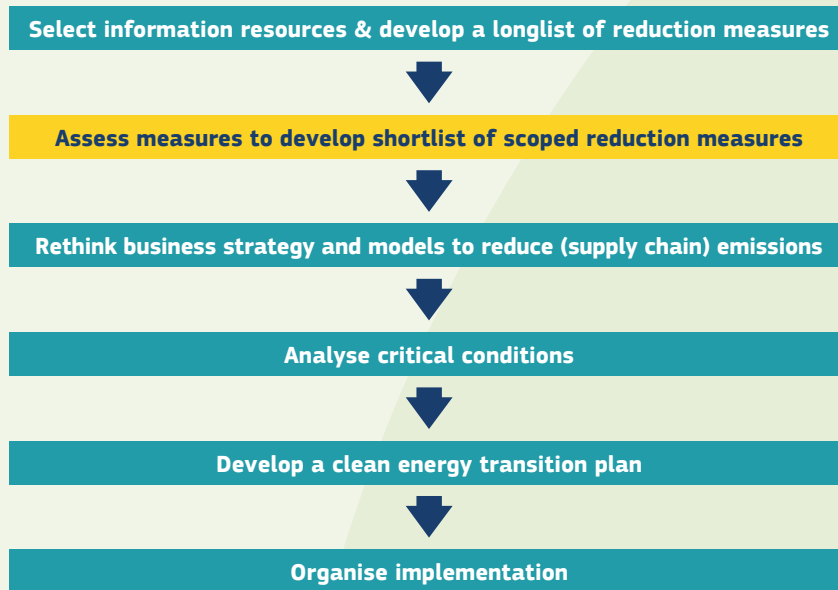 Select information resources & develop a longlist of reduction measures
Assess measures to develop shortlist of scoped reduction measures
Rethink business strategy and models to reduce (supply chain) emissions
Analyse critical conditions
Develop a clean energy transition plan
Organise implementation